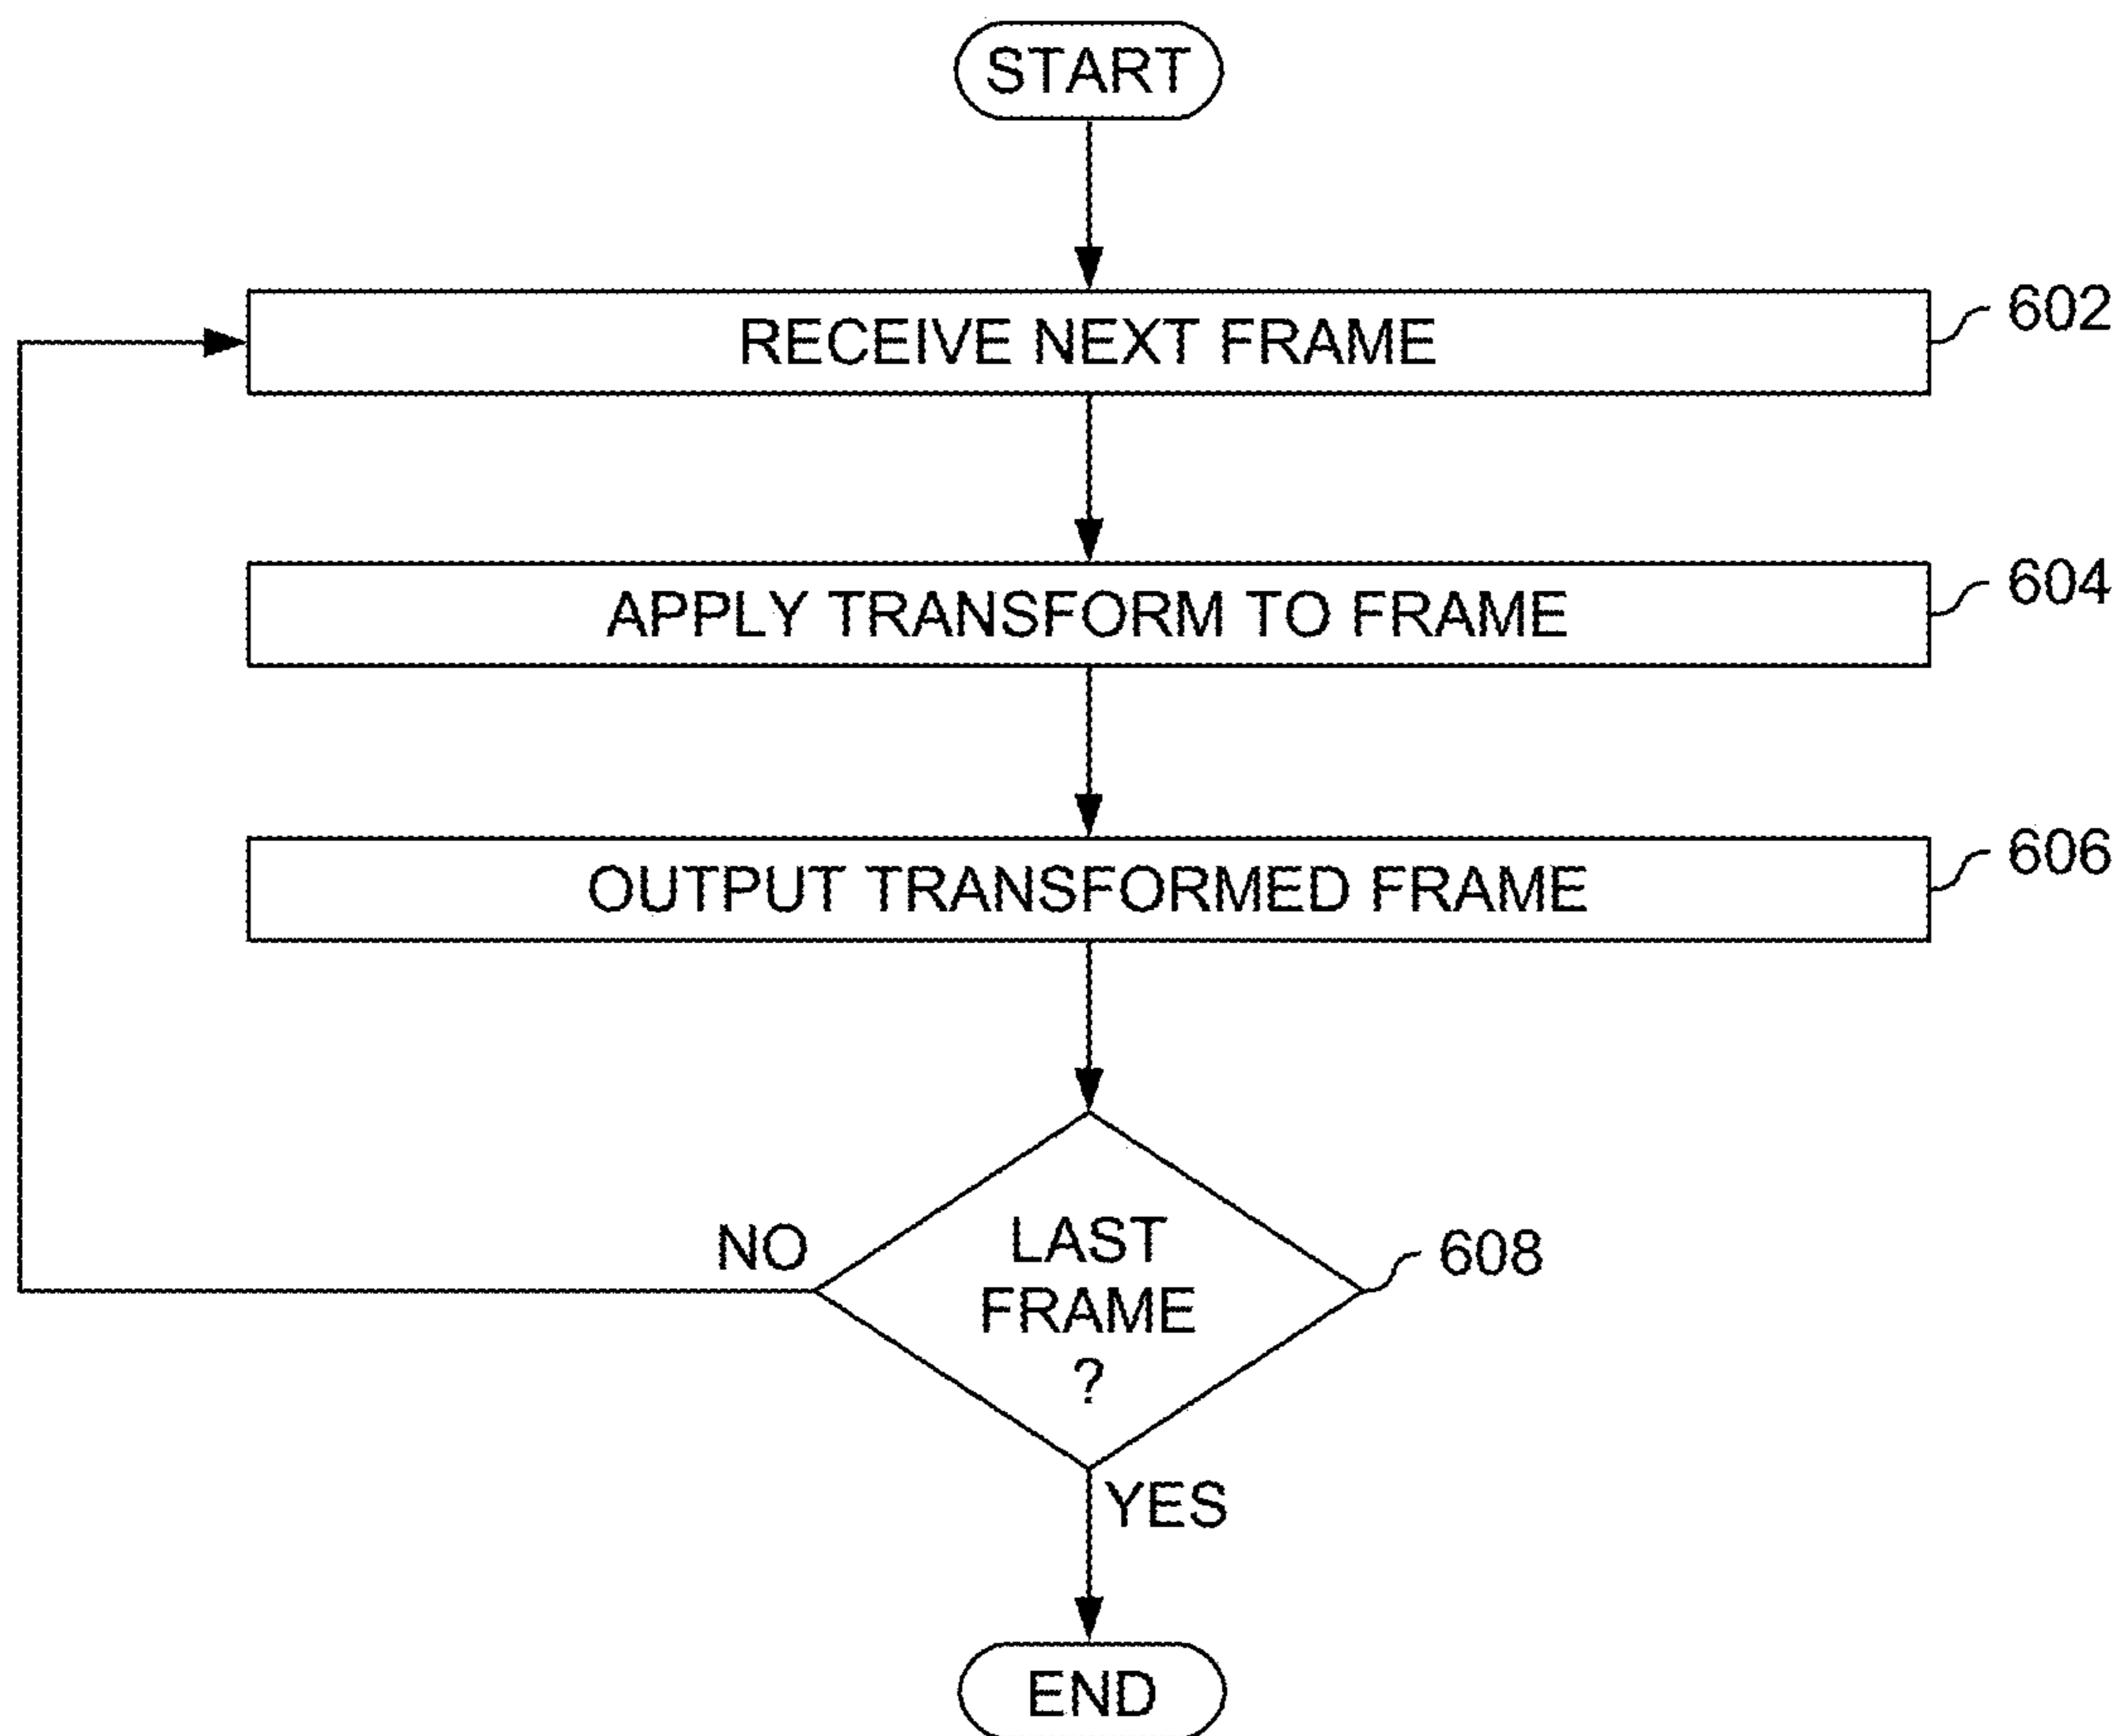 START
RECEIVE NEXT FRAME
602
APPLY TRANSFORM TO FRAME
604
OUTPUT TRANSFORMED FRAME
606
NO
LAST
FRAME
?
608
YES
END